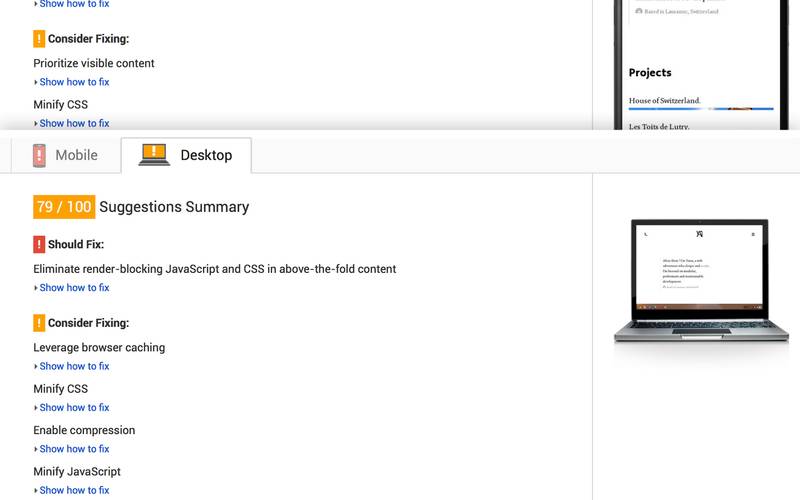 Show how to fix
Consider Fixing:
Prioritize visible content
Show how to fix
Minify CSS
Show how to fix
Based in Lausanne, Switzerland
Projects
House of Switzerland.
Les Toits de Lutry.
Mobile
Desktop
79 / 100 Suggestions Summary
Should Fix:
Eliminate render-blocking JavaScript and CSS in above-the-fold content
Show how to fix
Consider Fixing:
Leverage browser caching
Show how to fix
Minify CSS
Show how to fix
Enable compression
Show how to fix
Minify JavaScript
Show how to fix